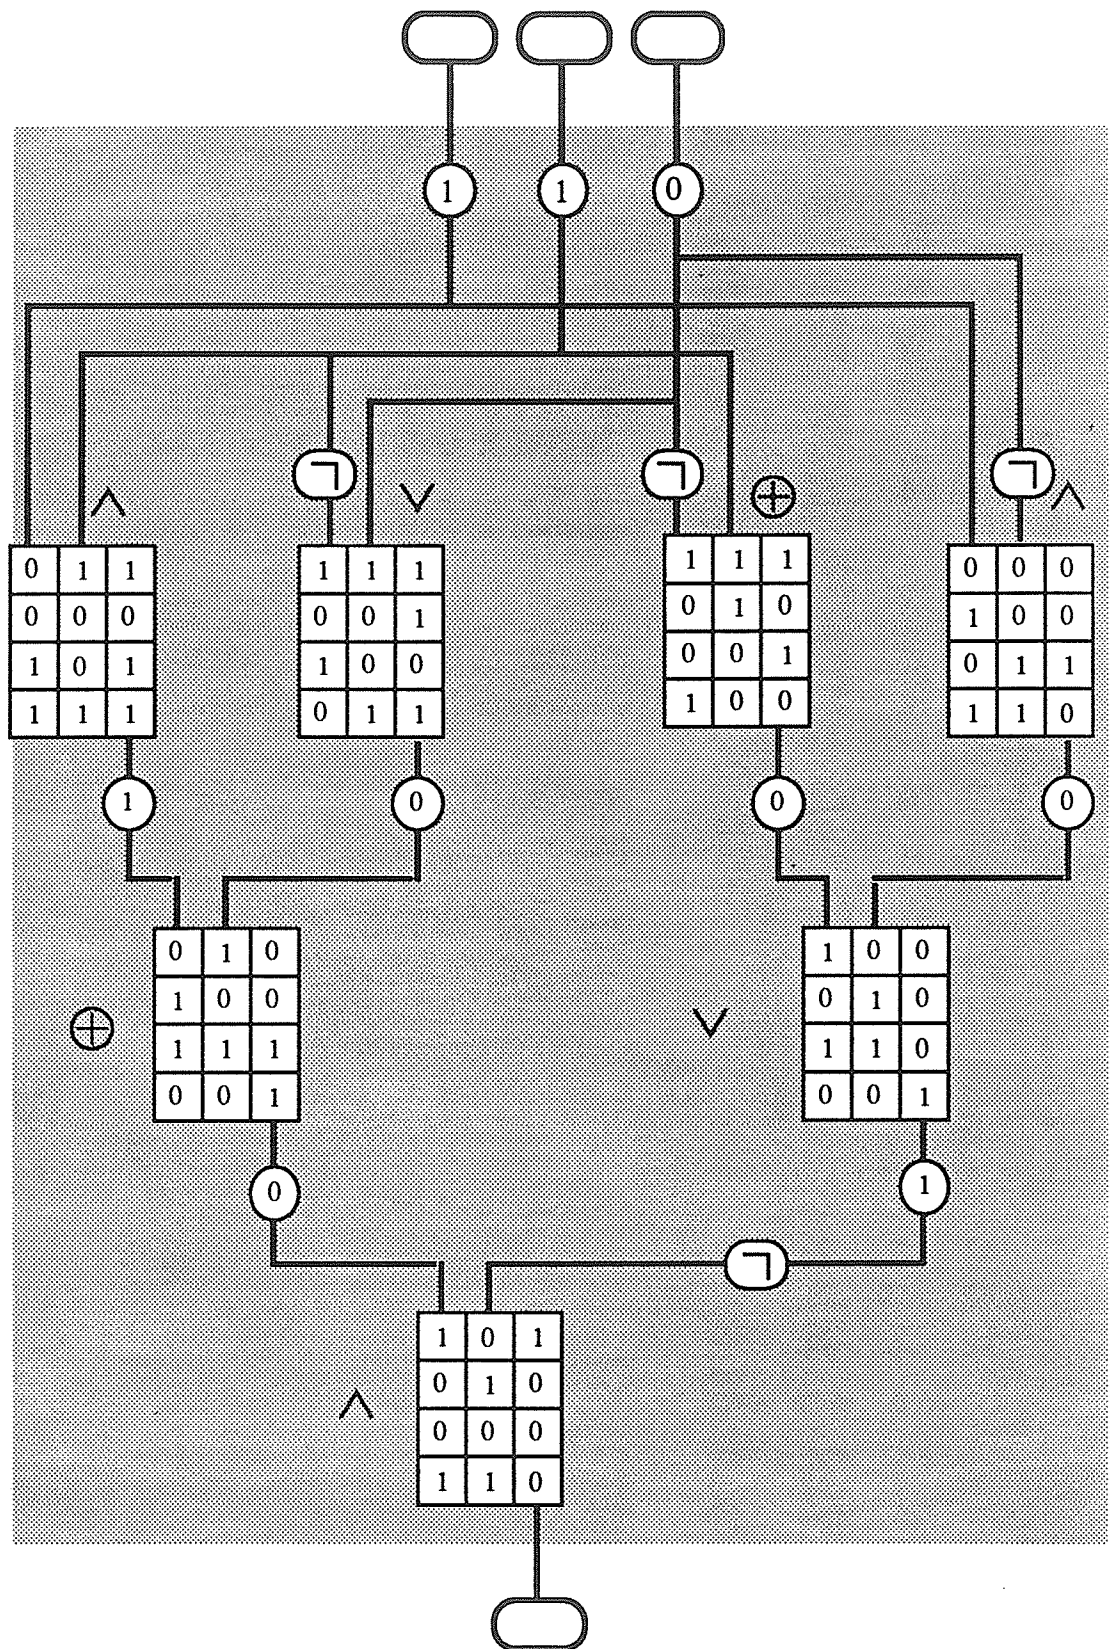 1 1 0
¬ ¬ ¬
∧ ∨ ⊕ ∧
0 1 1 1 1 1 1 1 1 0 0 0
0 0 0 0 0 1 0 1 0 1 0 0
1 0 1 1 0 0 0 0 1 0 1 1
1 1 1 0 1 1 1 0 0 1 1 0
1 0 0 0
0 1 0 1 0 0
1 0 0 0 1 0
⊕ 1 1 1 ∨ 1 1 0
0 0 1 0 0 1
0 1
¬
1 0 1
0 1 0
∧ 0 0 0
1 1 0